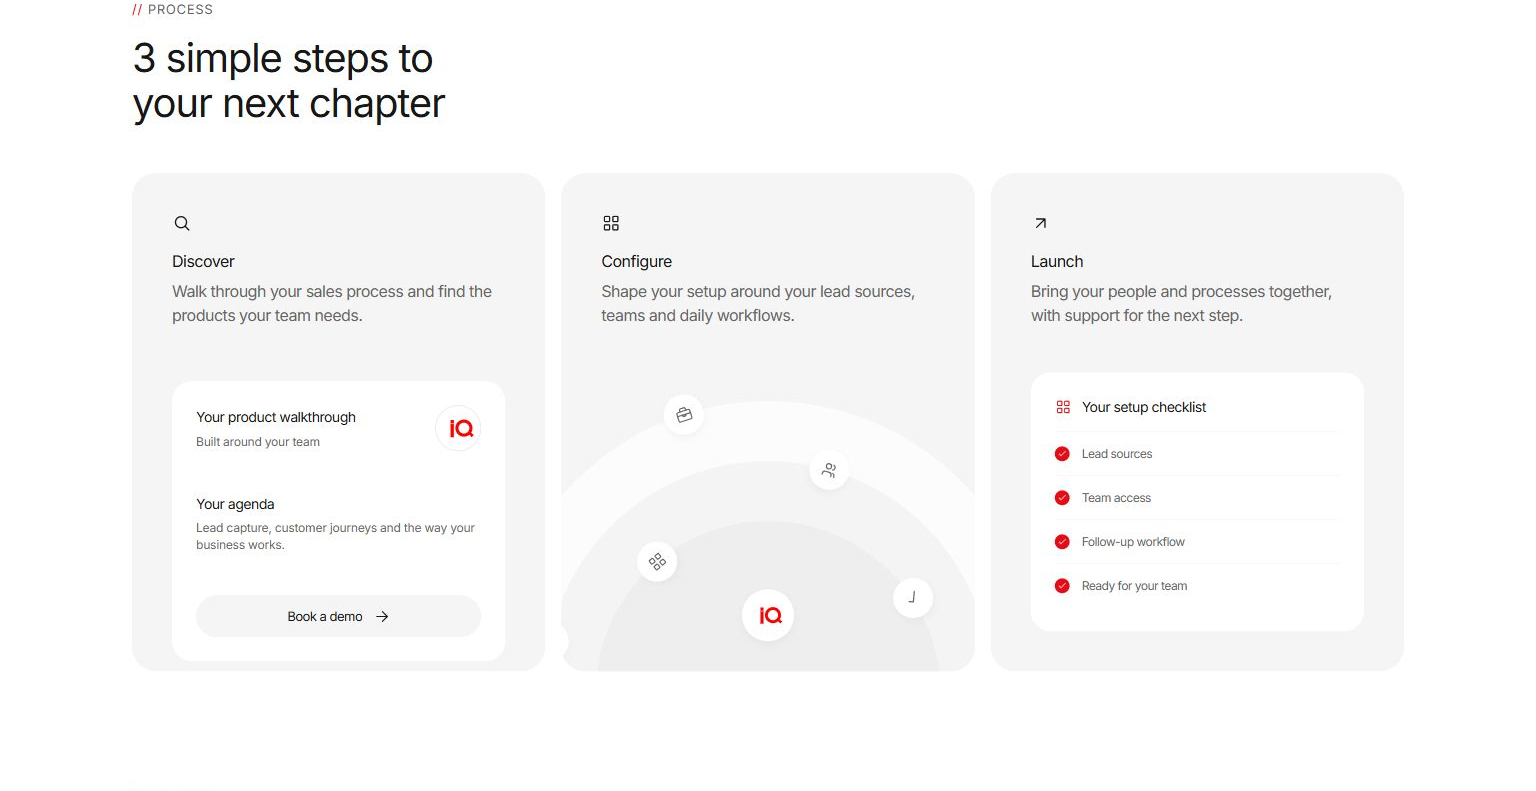 // PROCESS
3 simple steps to
your next chapter
Discover
Walk through your sales process and find the
products your team needs.
Your product walkthrough
Built around your team
iQ
Your agenda
Lead capture, customer journeys and the way your
business works.
Book a demo
Configure
Shape your setup around your lead sources,
teams and daily workflows.
iQ
Launch
Bring your people and processes together,
with support for the next step.
Your setup checklist
Lead sources
Team access
Follow-up workflow
Ready for your team